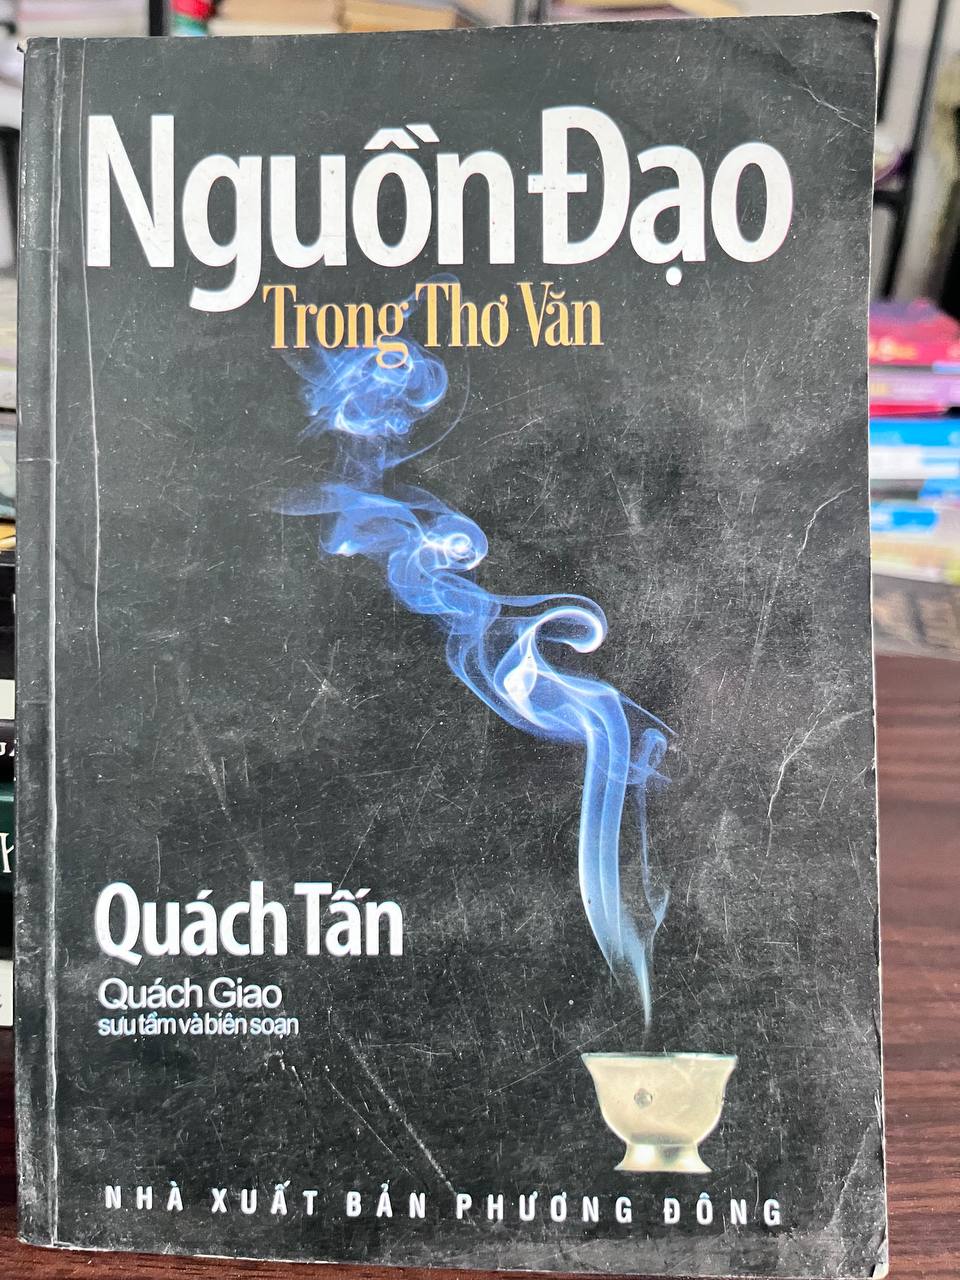 Nguồn Đạo
Trong Thơ Văn
Quách Tấn
Quách Giao
sưu tầm và biên soạn
NHÀ XUẤT BẢN PHƯƠNG ĐÔNG